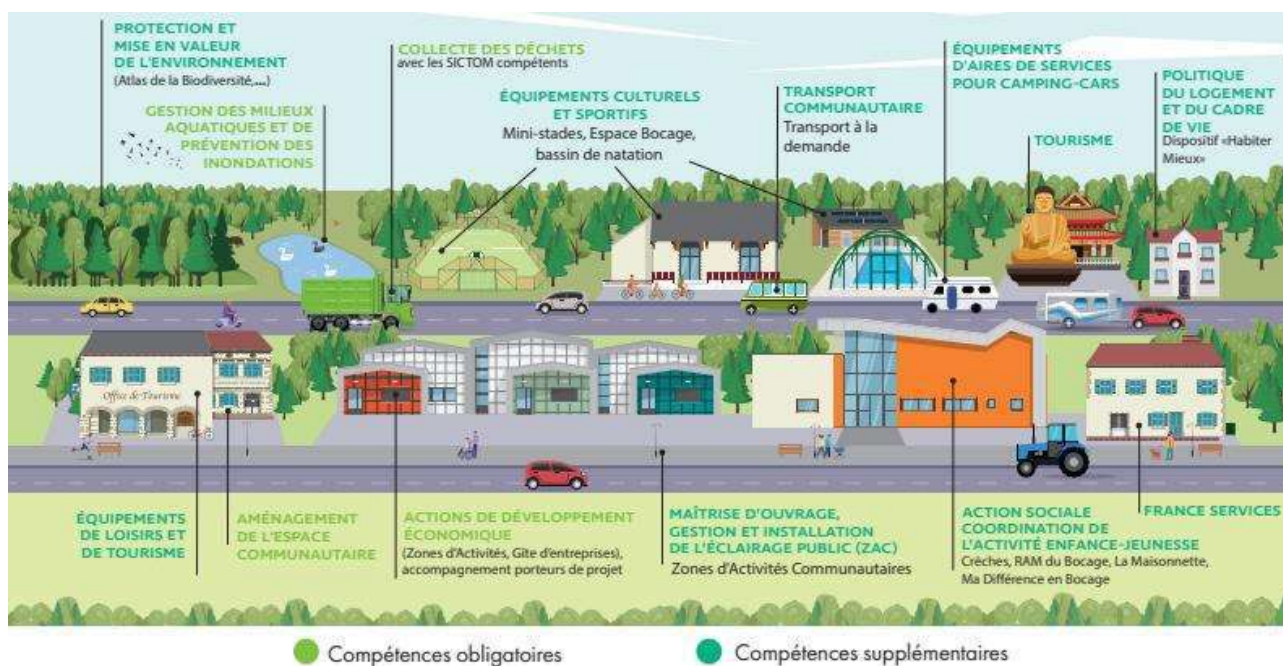 PROTECTION ET
MISE EN VALEUR
DE L'ENVIRONNEMENT
(Atlas de la Biodiversité,...)
GESTION DES MILIEUX
AQUATIQUES ET DE
PRÉVENTION DES
INONDATIONS
COLLECTE DES DÉCHETS
avec les SICTOM compétents
ÉQUIPEMENTS CULTURELS
ET SPORTIFS
Mini-stades, Espace Bocage,
bassin de natation
TRANSPORT
COMMUNAUTAIRE
Transport à la
demande
ÉQUIPEMENTS
D'AIRES DE SERVICES
POUR CAMPING-CARS
TOURISME
POLITIQUE
DU LOGEMENT
ET DU CADRE
DE VIE
Dispositif «Habiter
Mieux»
Office de Tourisme
ÉQUIPEMENTS
DE LOISIRS ET
DE TOURISME
AMÉNAGEMENT
DE L'ESPACE
COMMUNAUTAIRE
ACTIONS DE DÉVELOPPEMENT
ÉCONOMIQUE
(Zones d'Activités, Gîte d'entreprises),
accompagnement porteurs de projet
MAÎTRISE D'OUVRAGE,
GESTION ET INSTALLATION
DE L'ÉCLAIRAGE PUBLIC (ZAC)
Zones d'Activités Communautaires
ACTION SOCIALE
COORDINATION DE
L'ACTIVITÉ ENFANCE-JEUNESSE
Crèches, RAM du Bocage, La Maisonnette,
Ma Différence en Bocage
FRANCE SERVICES
Compétences obligatoires
Compétences supplémentaires